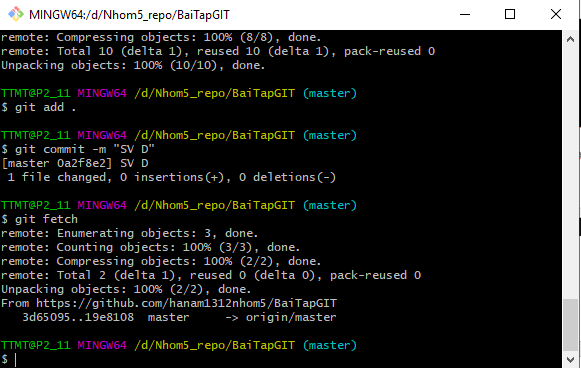 MINGW64:/d/Nhom5_repo/BaiTapGIT
remote: Compressing objects: 100% (8/8), done.
remote: Total 10 (delta 1), reused 10 (delta 1), pack-reused 0
Unpacking objects: 100% (10/10), done.
TTMT@P2_11 MINGW64 /d/Nhom5_repo/BaiTapGIT (master)
$ git add .
TTMT@P2_11 MINGW64 /d/Nhom5_repo/BaiTapGIT (master)
$ git commit -m "SV D"
[master 0a2f8e2] SV D
1 file changed, 0 insertions(+), 0 deletions(-)
TTMT@P2_11 MINGW64 /d/Nhom5_repo/BaiTapGIT (master)
$ git fetch
remote: Enumerating objects: 3, done.
remote: Counting objects: 100% (3/3), done.
remote: Compressing objects: 100% (2/2), done.
remote: Total 2 (delta 1), reused 0 (delta 0), pack-reused 0
Unpacking objects: 100% (2/2), done.
From https://github.com/hanam1312nhom5/BaiTapGIT
3d65095..19e8108  master     -> origin/master
TTMT@P2_11 MINGW64 /d/Nhom5_repo/BaiTapGIT (master)
$